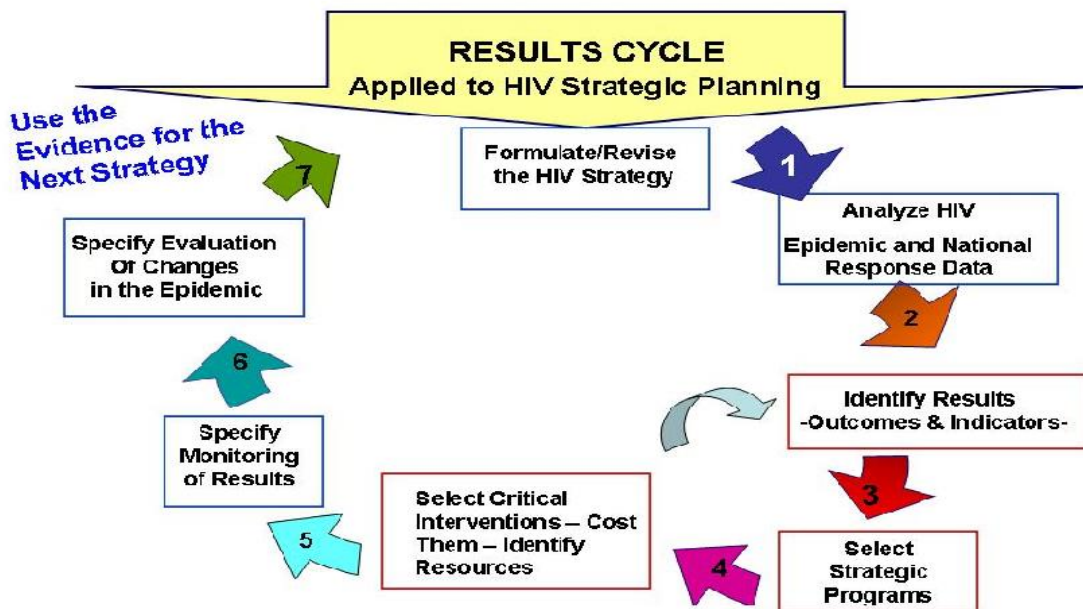 RESULTS CYCLE
Applied to HIV Strategic Planning
Use the
Evidence for the
Next Strategy
Formulate/Revise
the HIV Strategy
1
Analyze HIV
Epidemic and National
Response Data
2
Identify Results
-Outcomes & Indicators-
3
Select
Strategic
Programs
4
Select Critical
Interventions – Cost
Them – Identify
Resources
5
Specify
Monitoring
of Results
6
Specify Evaluation
Of Changes
in the Epidemic
7